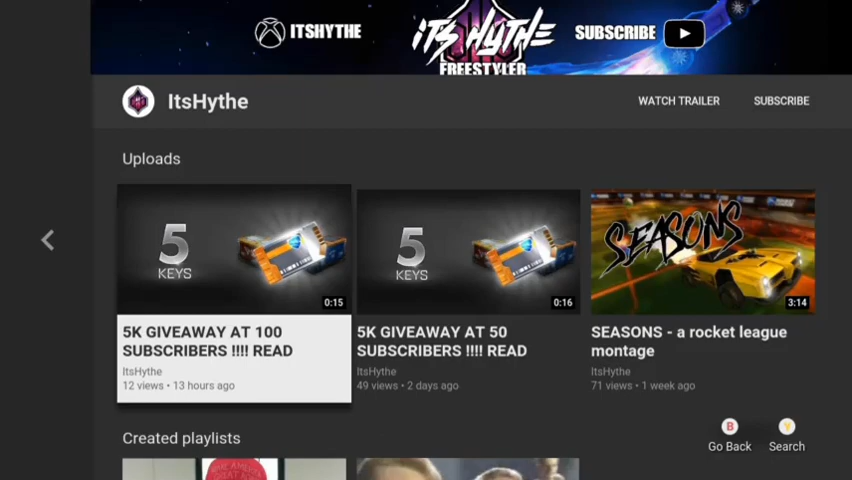 ITSHYTHE
ITS HYTHE
FREESTYLER
SUBSCRIBE
ItsHythe
WATCH TRAILER
SUBSCRIBE
Uploads
5
KEYS
0:15
5
KEYS
0:16
SEASONS
3:14
5K GIVEAWAY AT 100
SUBSCRIBERS !!!! READ
ItsHythe
12 views • 13 hours ago
5K GIVEAWAY AT 50
SUBSCRIBERS !!!! READ
ItsHythe
49 views • 2 days ago
SEASONS - a rocket league
montage
ItsHythe
71 views • 1 week ago
B
Go Back
Y
Search
Created playlists
MAKE AMERICA